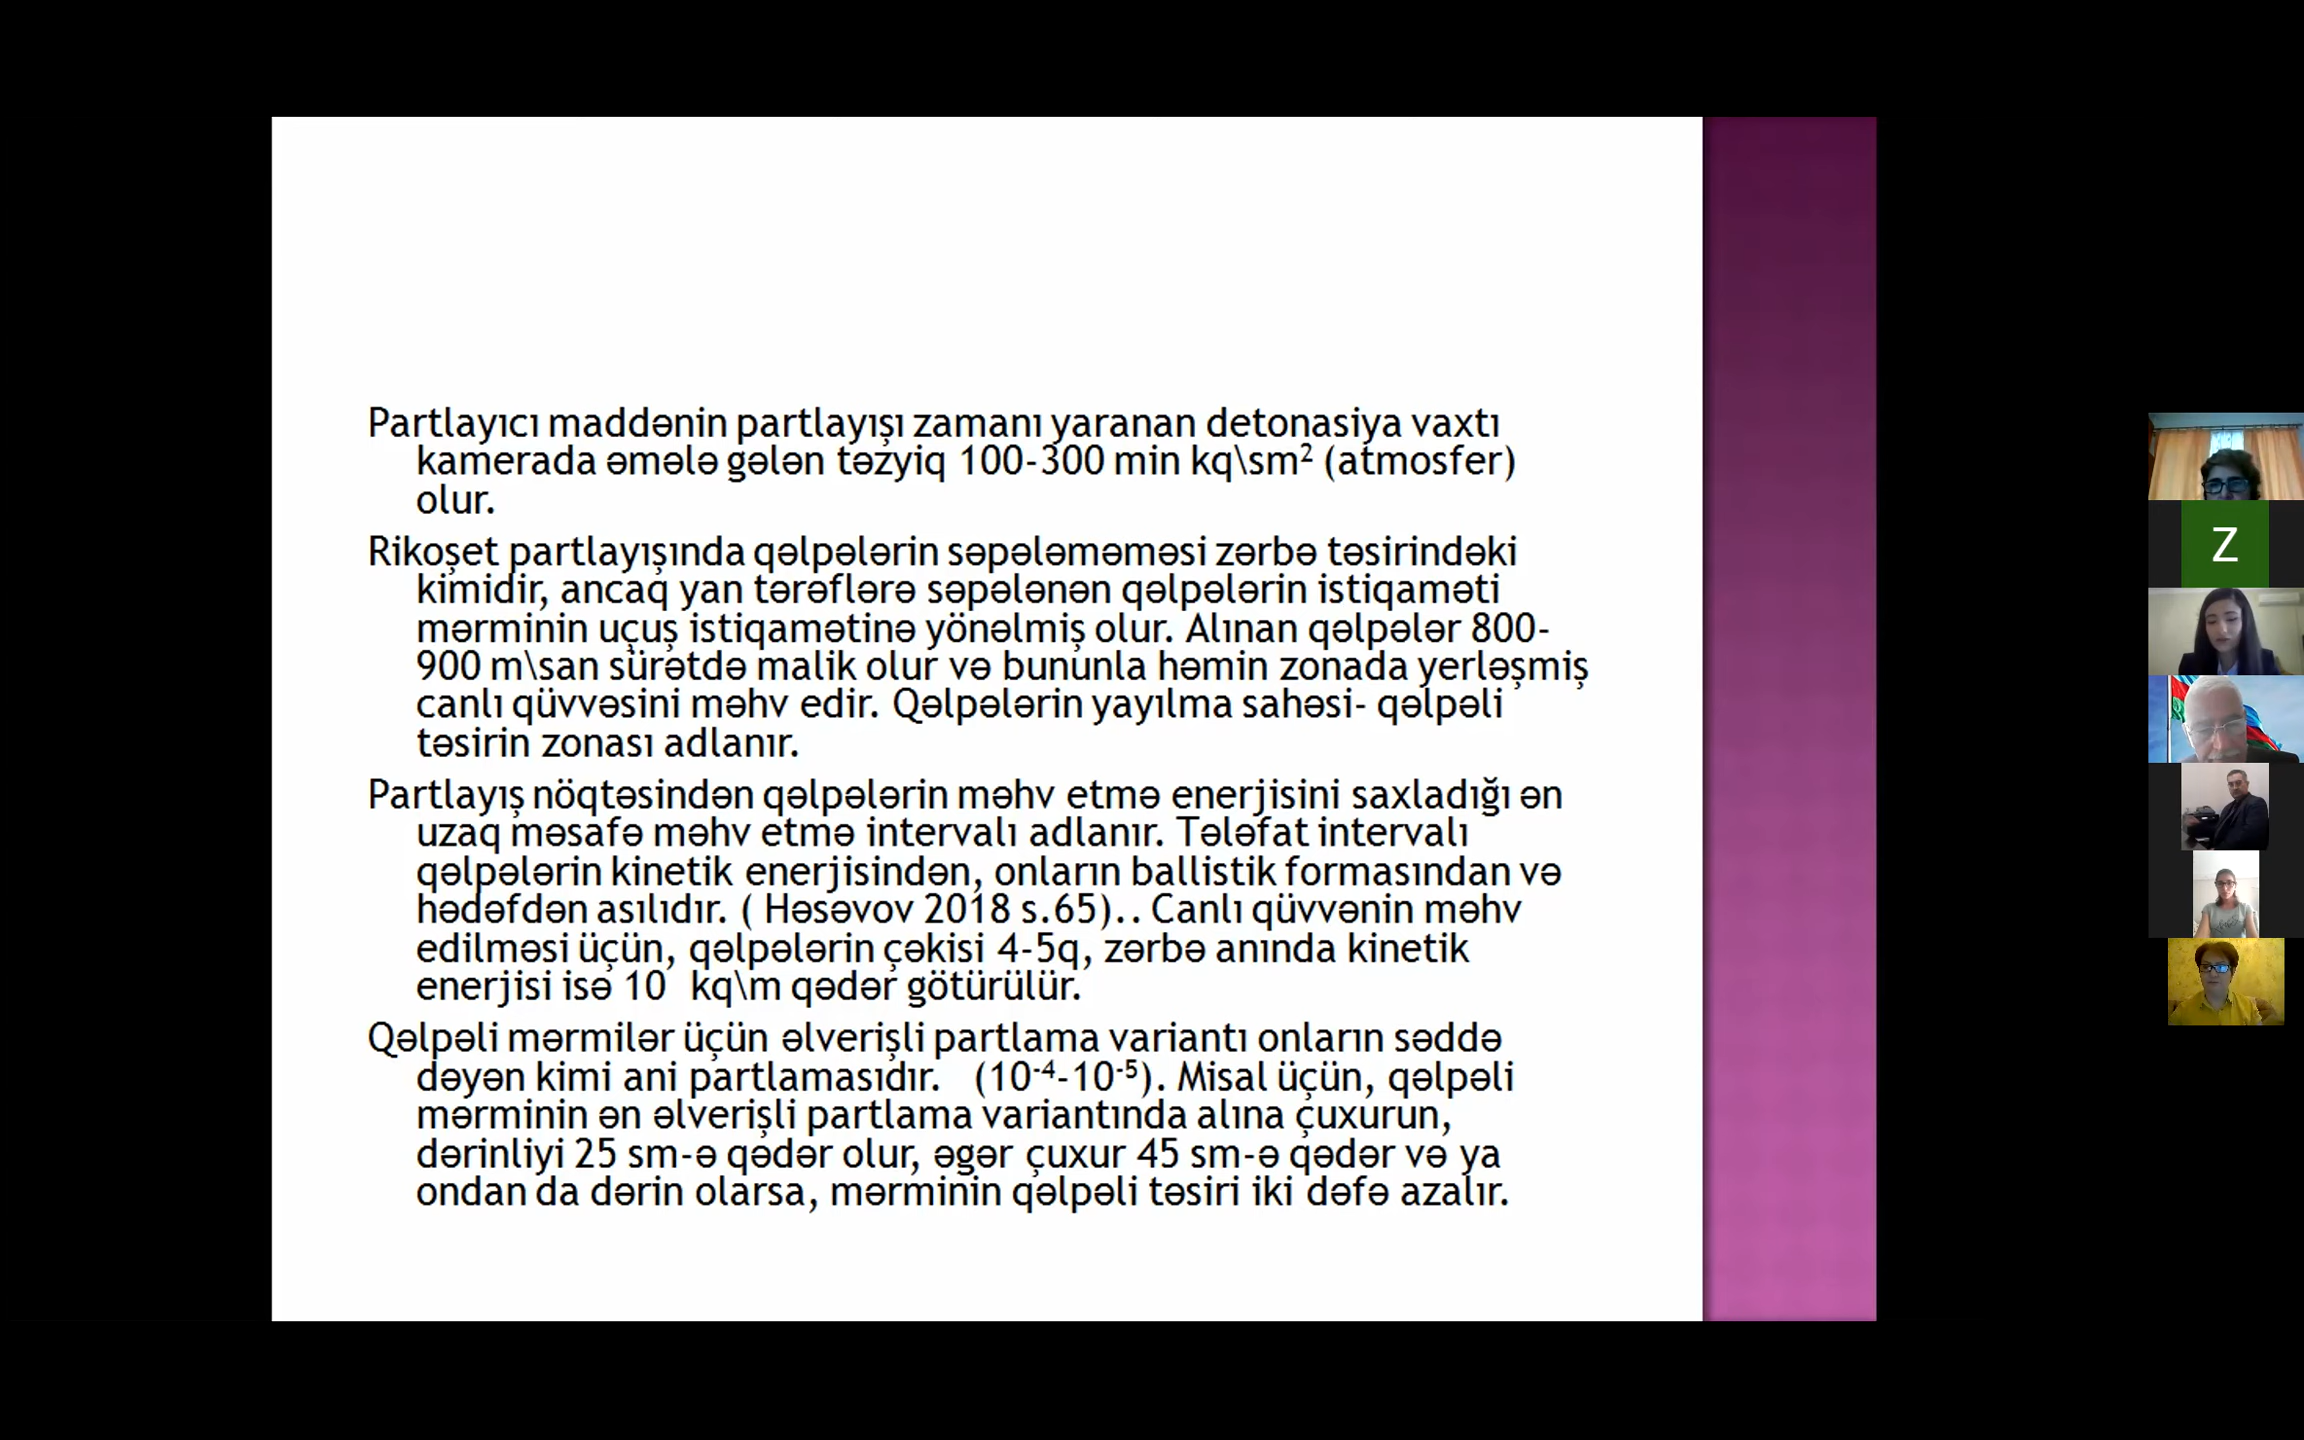 Partlayıcı maddənin partlayışı zamanı yaranan detonasiya vaxtı
kamerada əmələ gələn təzyiq 100-300 min kq\sm² (atmosfer)
olur.
Rikoşet partlayışında qəlpələrin səpələməməsi zərbə təsirindəki
kimidir, ancaq yan tərəflərə səpələnən qəlpələrin istiqaməti
mərminin uçuş istiqamətinə yönəlmiş olur. Alınan qəlpələr 800-
900 m\san sürətdə malik olur və bununla həmin zonada yerləşmiş
canlı qüvvəsini məhv edir. Qəlpələrin yayılma sahəsi- qəlpəli
təsirin zonası adlanır.
Partlayış nöqtəsindən qəlpələrin məhv etmə enerjisini saxladığı ən
uzaq məsafə məhv etmə intervalı adlanır. Tələfat intervalı
qəlpələrin kinetik enerjisindən, onların ballistik formasından və
hədəfdən asılıdır. ( Həsəvov 2018 s.65).. Canlı qüvvənin məhv
edilməsi üçün, qəlpələrin çəkisi 4-5q, zərbə anında kinetik
enerjisi isə 10 kq\m qədər götürülür.
Qəlpəli mərmilər üçün əlverişli partlama variantı onların səddə
dəyən kimi ani partlamasıdır. (10⁻⁴-10⁻⁵). Misal üçün, qəlpəli
mərminin ən əlverişli partlama variantında alına çuxurun,
dərinliyi 25 sm-ə qədər olur, əgər çuxur 45 sm-ə qədər və ya
ondan da dərin olarsa, mərminin qəlpəli təsiri iki dəfə azalır.
Z